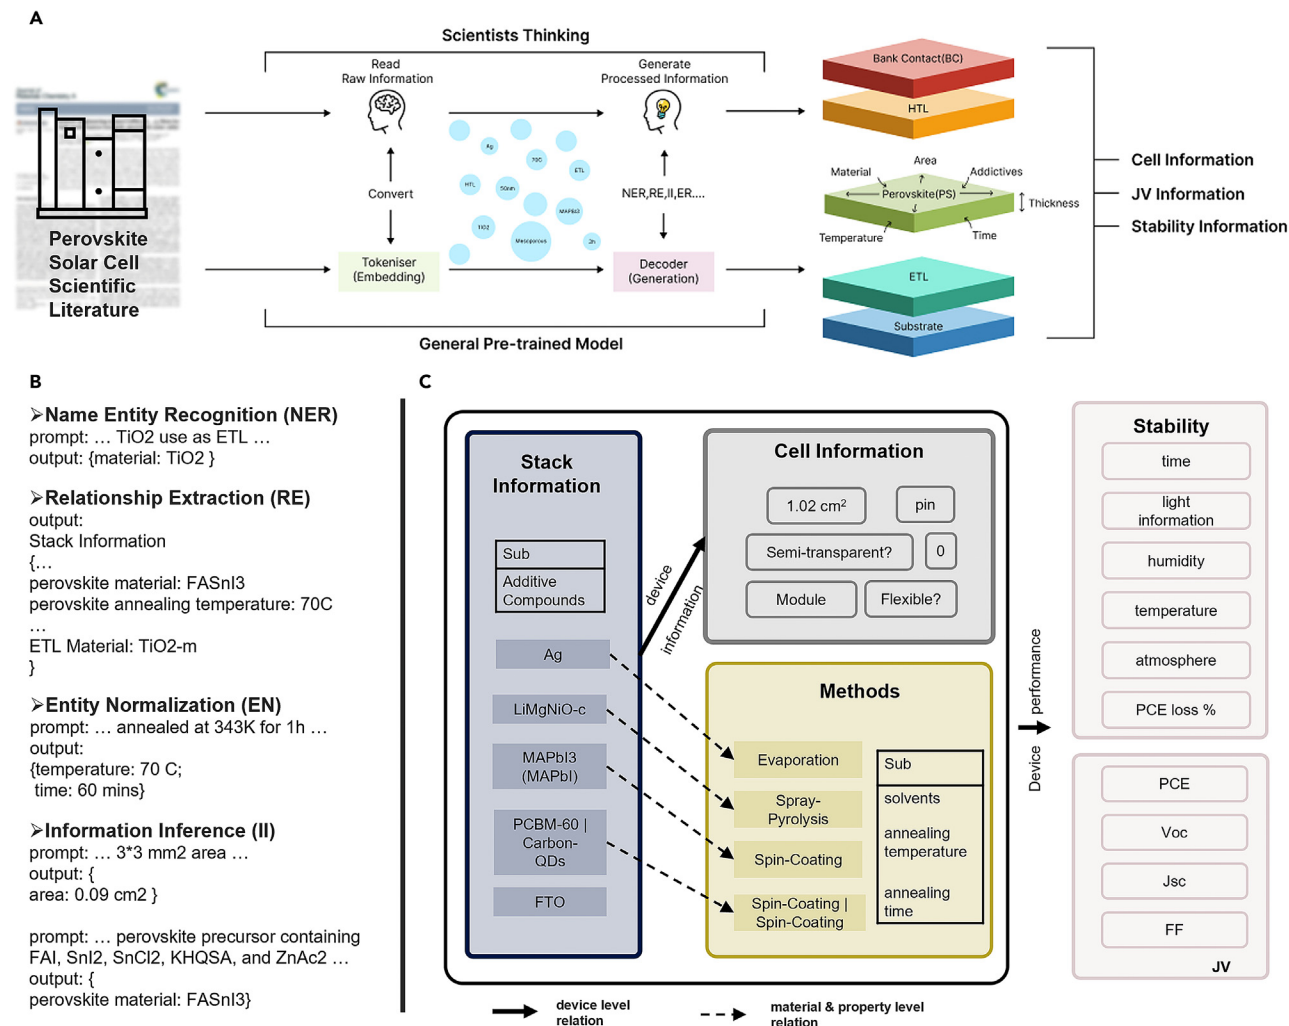 A
Scientists Thinking
Read
Raw Information
Generate
Processed Information
Perovskite
Solar Cell
Scientific
Literature
Convert
Ag
70C
ETL
HTL
50nm
MAPbI3
TiO2
Mesoporous
2h
NER,RE,II,ER....
Tokeniser
(Embedding)
Decoder
(Generation)
General Pre-trained Model
Bank Contact(BC)
HTL
Area
Material
Addictives
Perovskite(PS)
Thickness
Temperature
Time
ETL
Substrate
Cell Information
JV Information
Stability Information
B
➢Name Entity Recognition (NER)
prompt: … TiO2 use as ETL …
output: {material: TiO2 }
➢Relationship Extraction (RE)
output:
Stack Information
{…
perovskite material: FASnI3
perovskite annealing temperature: 70C
…
ETL Material: TiO2-m
}
➢Entity Normalization (EN)
prompt: … annealed at 343K for 1h …
output:
{temperature: 70 C;
time: 60 mins}
➢Information Inference (II)
prompt: … 3*3 mm2 area …
output: {
area: 0.09 cm2 }
prompt: … perovskite precursor containing
FAI, SnI2, SnCl2, KHQSA, and ZnAc2 …
output: {
perovskite material: FASnI3}
C
Stack
Information
Sub
Additive
Compounds
Ag
LiMgNiO-c
MAPbI3
(MAPbI)
PCBM-60 |
Carbon-
QDs
FTO
device
information
Cell Information
1.02 cm²
pin
Semi-transparent?
0
Module
Flexible?
Methods
Evaporation
Spray-
Pyrolysis
Spin-Coating
Spin-Coating |
Spin-Coating
Sub
solvents
annealing
temperature
annealing
time
Device
performance
Stability
time
light
information
humidity
temperature
atmosphere
PCE loss %
PCE
Voc
Jsc
FF
JV
device level
relation
material & property level
relation